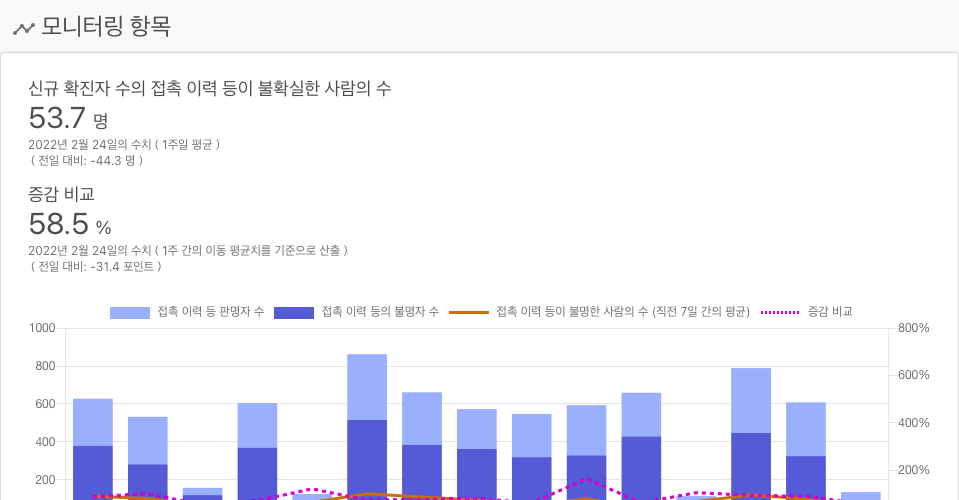 모니터링 항목
신규 확진자 수의 접촉 이력 등이 불확실한 사람의 수
53.7 명
2022년 2월 24일의 수치 ( 1주일 평균 )
( 전일 대비: -44.3 명 )
증감 비교
58.5 %
2022년 2월 24일의 수치 ( 1주 간의 이동 평균치를 기준으로 산출 )
( 전일 대비: -31.4 포인트 )
접촉 이력 등 판명자 수 접촉 이력 등의 불명자 수 접촉 이력 등이 불명한 사람의 수 (직전 7일 간의 평균) 증감 비교
1000 800%
800
600%
600
400%
400
200%
200